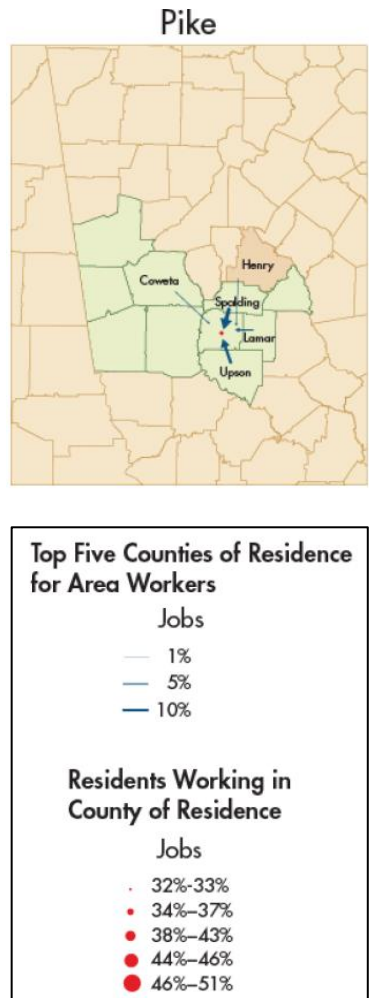 Pike
Henry
Coweta
Spalding
Lamar
Upson
Top Five Counties of Residence
for Area Workers
Jobs
1%
5%
10%
Residents Working in
County of Residence
Jobs
32%-33%
34%–37%
38%–43%
44%–46%
46%–51%